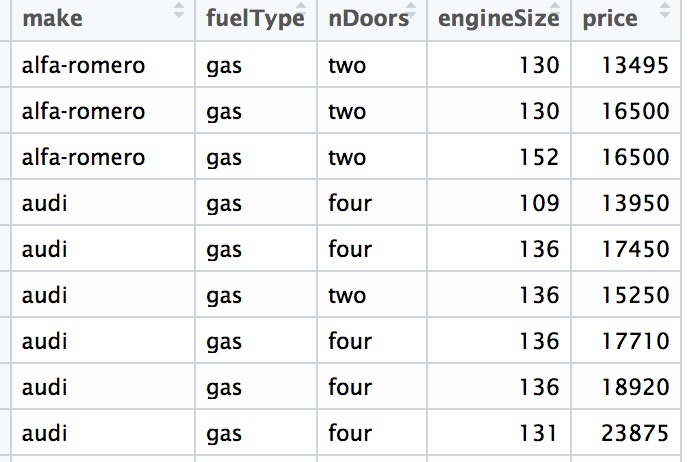 make fuelType nDoors engineSize price
alfa-romero gas two 130 13495
alfa-romero gas two 130 16500
alfa-romero gas two 152 16500
audi gas four 109 13950
audi gas four 136 17450
audi gas two 136 15250
audi gas four 136 17710
audi gas four 136 18920
audi gas four 131 23875